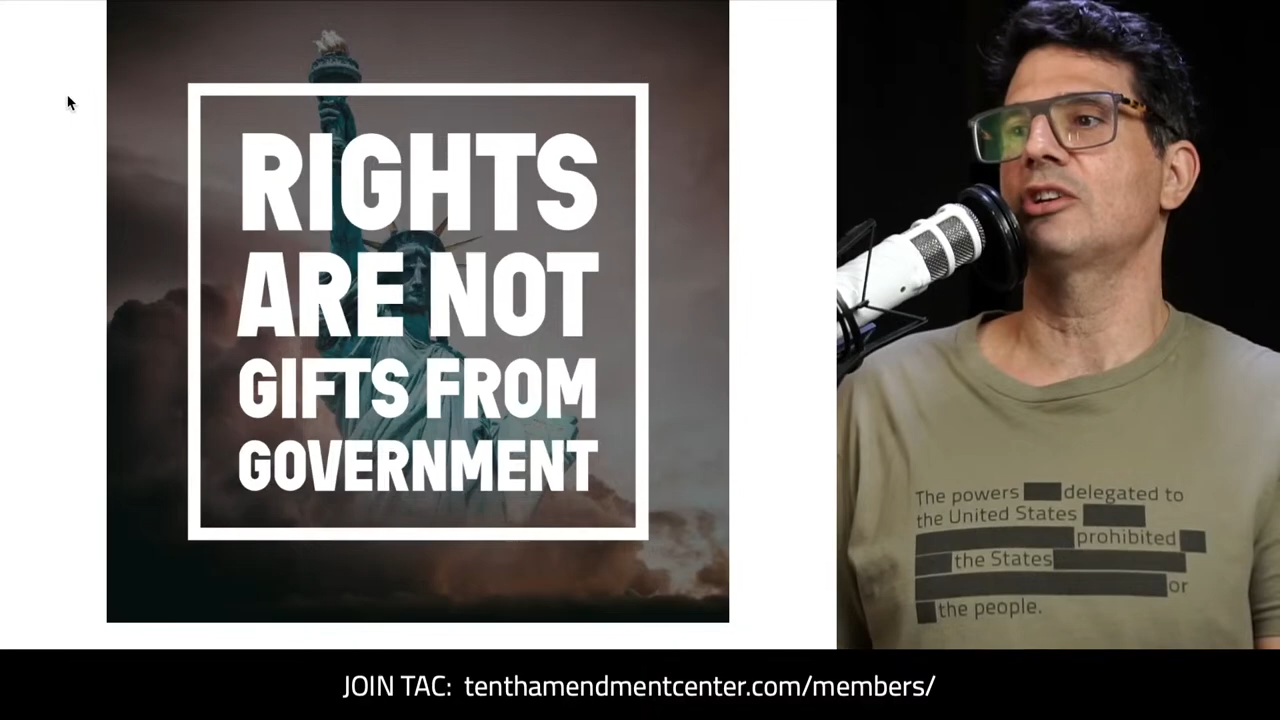 RIGHTS
ARE NOT
GIFTS FROM
GOVERNMENT
The powers delegated to
the United States
prohibited
the States
or
the people.
JOIN TAC: tenthamendmentcenter.com/members/